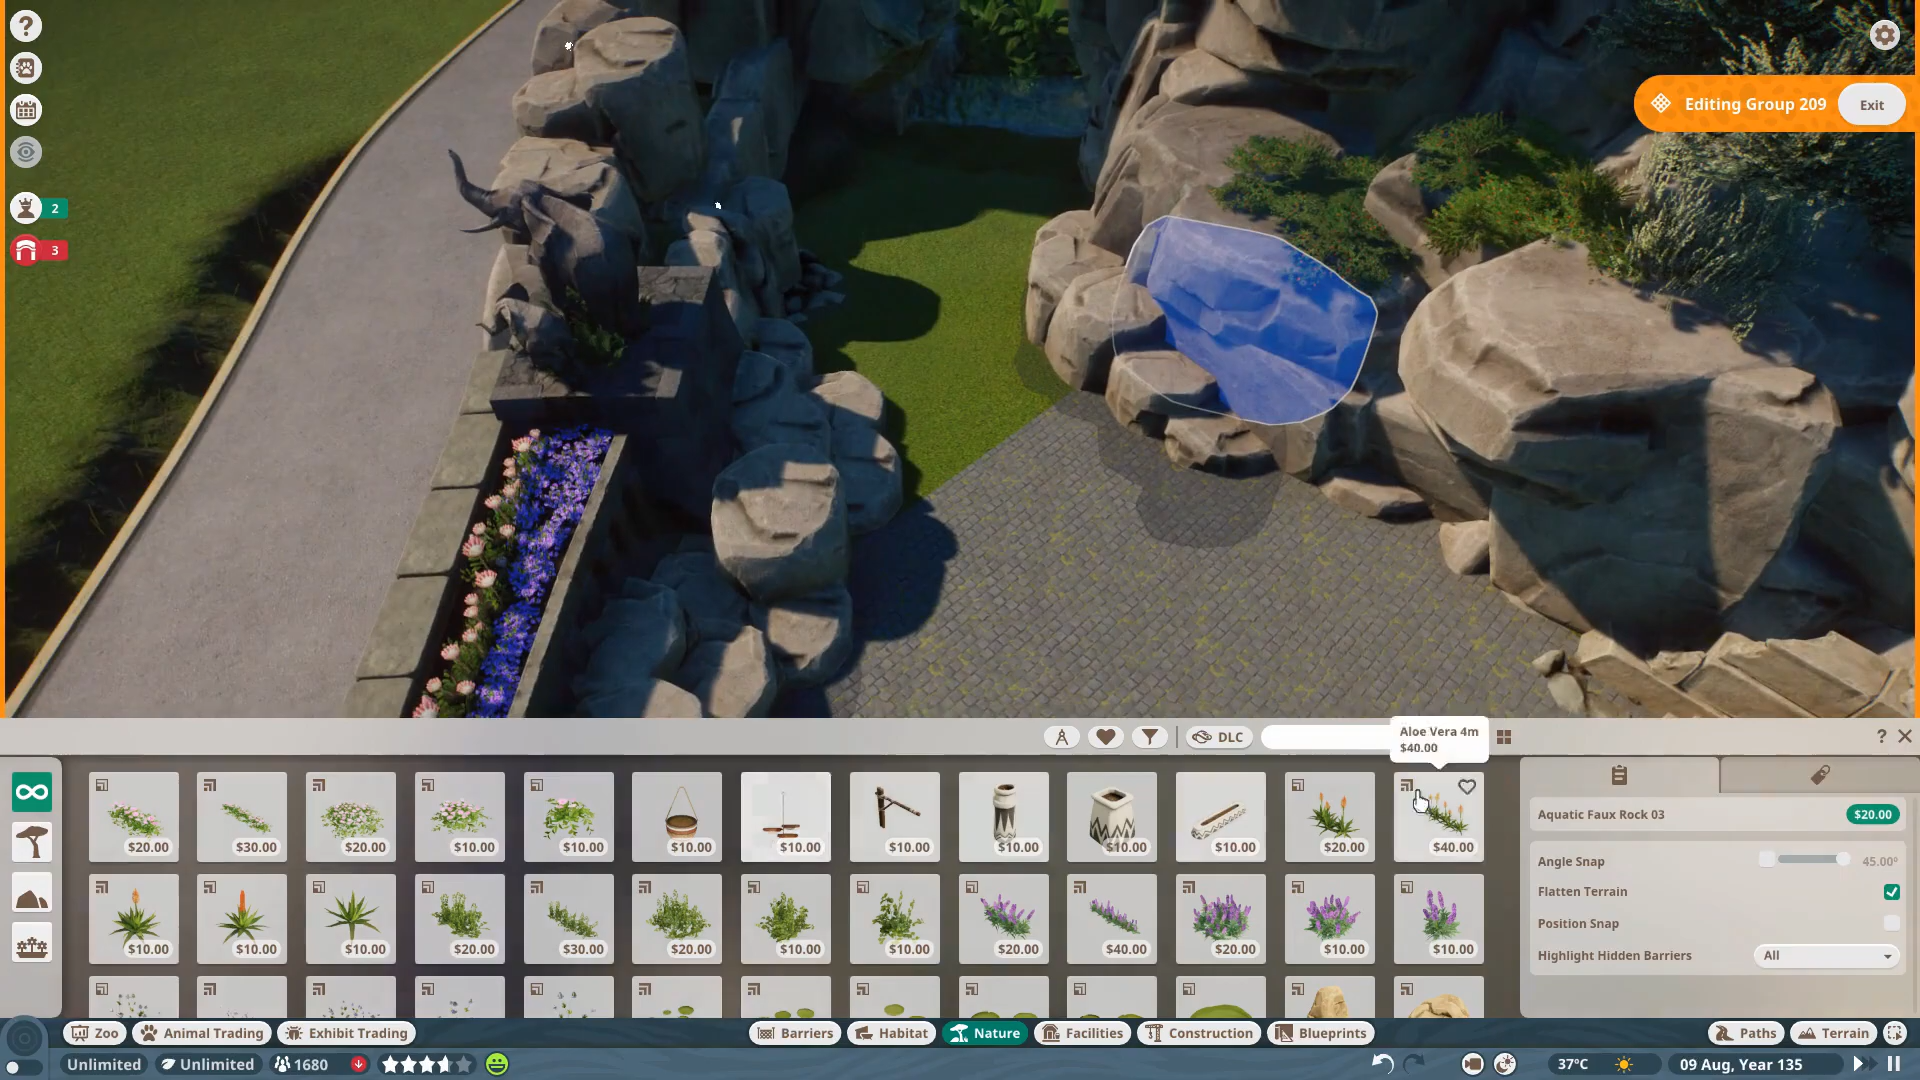 ?
Editing Group 209
Exit
2
3
DLC
Aloe Vera 4m
$40.00
?
$20.00
$30.00
$20.00
$10.00
$10.00
$10.00
$10.00
$10.00
$10.00
$10.00
$10.00
$20.00
$40.00
$10.00
$10.00
$10.00
$20.00
$30.00
$20.00
$10.00
$10.00
$20.00
$40.00
$20.00
$10.00
$10.00
Aquatic Faux Rock 03
$20.00
Angle Snap
45.00°
Flatten Terrain
Position Snap
Highlight Hidden Barriers
All
Zoo
Animal Trading
Exhibit Trading
Barriers
Habitat
Nature
Facilities
Construction
Blueprints
Paths
Terrain
Unlimited
Unlimited
1680
37°C
09 Aug, Year 135